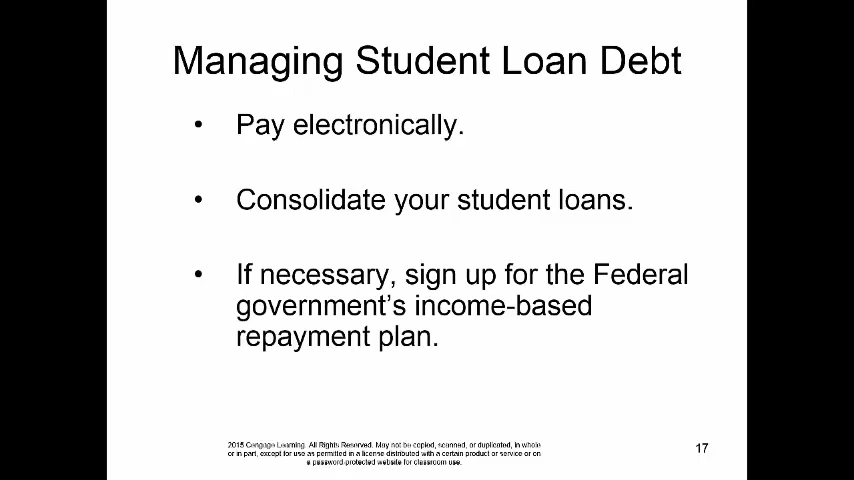 Managing Student Loan Debt
• Pay electronically.
• Consolidate your student loans.
• If necessary, sign up for the Federal
government's income-based
repayment plan.
2015 Cengage Learning. All Rights Reserved. May not be copied, scanned, or duplicated, in whole
or in part, except for use as permitted in a license distributed with a certain product or service or on
a password-protected website for classroom use.
17